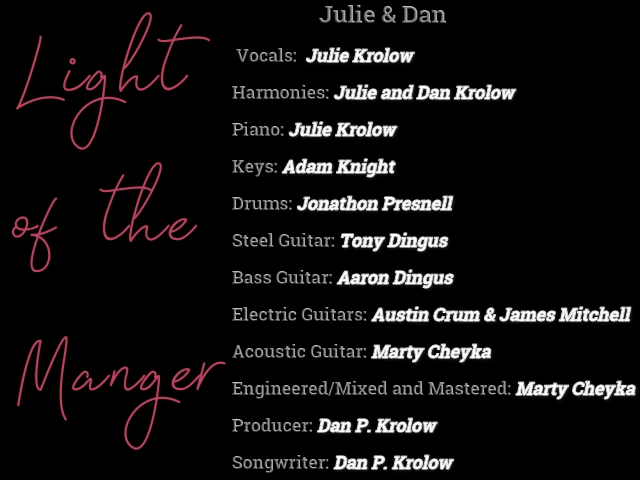 Light
of the
Manger
Julie & Dan
Vocals: Julie Krolow
Harmonies: Julie and Dan Krolow
Piano: Julie Krolow
Keys: Adam Knight
Drums: Jonathon Presnell
Steel Guitar: Tony Dingus
Bass Guitar: Aaron Dingus
Electric Guitars: Austin Crum & James Mitchell
Acoustic Guitar: Marty Cheyka
Engineered/Mixed and Mastered: Marty Cheyka
Producer: Dan P. Krolow
Songwriter: Dan P. Krolow